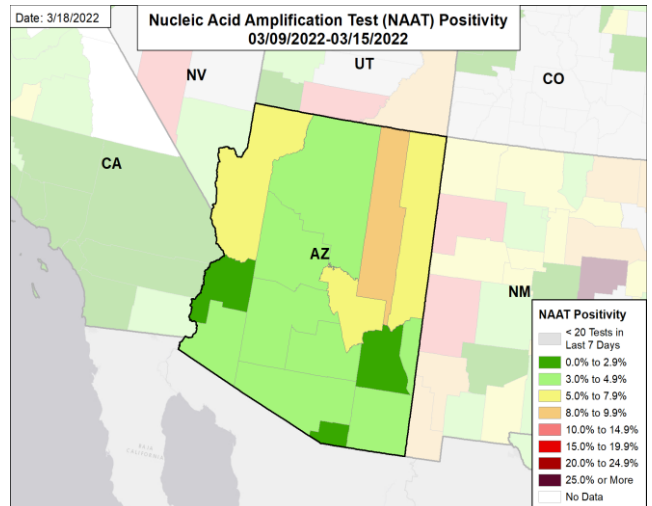 Date: 3/18/2022
Nucleic Acid Amplification Test (NAAT) Positivity
03/09/2022-03/15/2022
NV
UT
CO
CA
AZ
NM
BAJA
CALIFORNIA
NAAT Positivity
< 20 Tests in
Last 7 Days
0.0% to 2.9%
3.0% to 4.9%
5.0% to 7.9%
8.0% to 9.9%
10.0% to 14.9%
15.0% to 19.9%
20.0% to 24.9%
25.0% or More
No Data